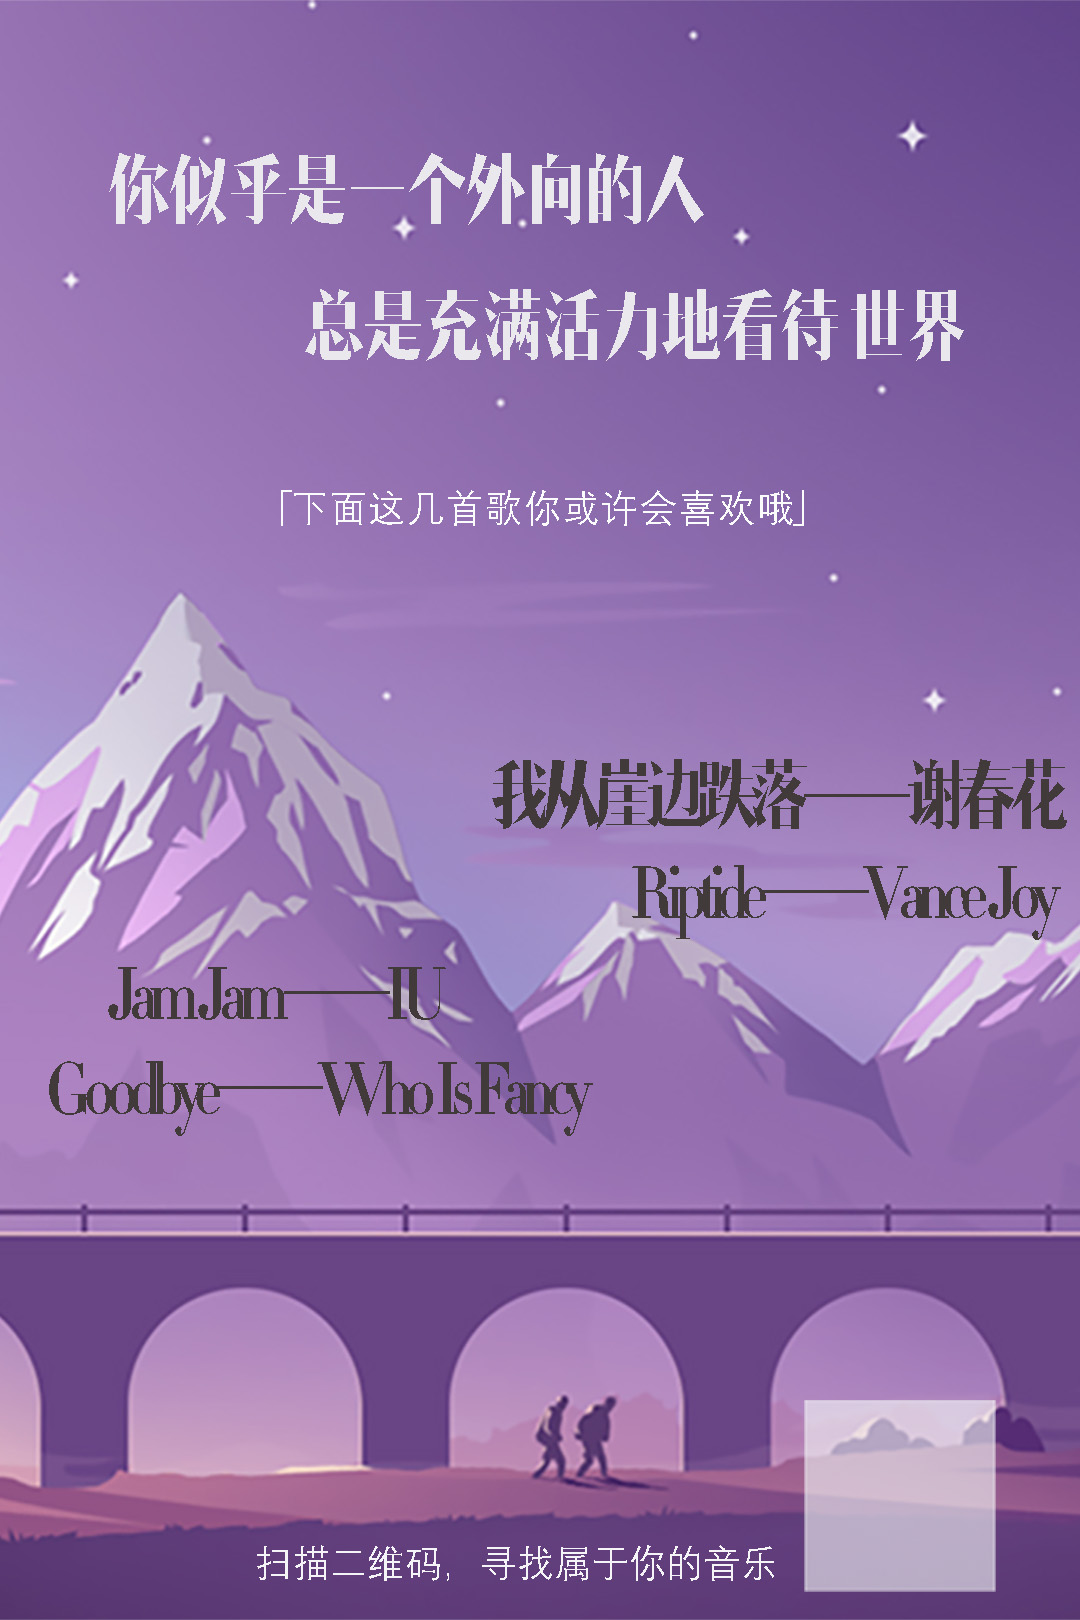 你似乎是一个外向的人
总是充满活力地看待世界
「下面这几首歌你或许会喜欢哦」
我从崖边跌落——谢春花
Riptide——Vance Joy
Jam Jam——IU
Goodbye——Who Is Fancy
扫描二维码，寻找属于你的音乐